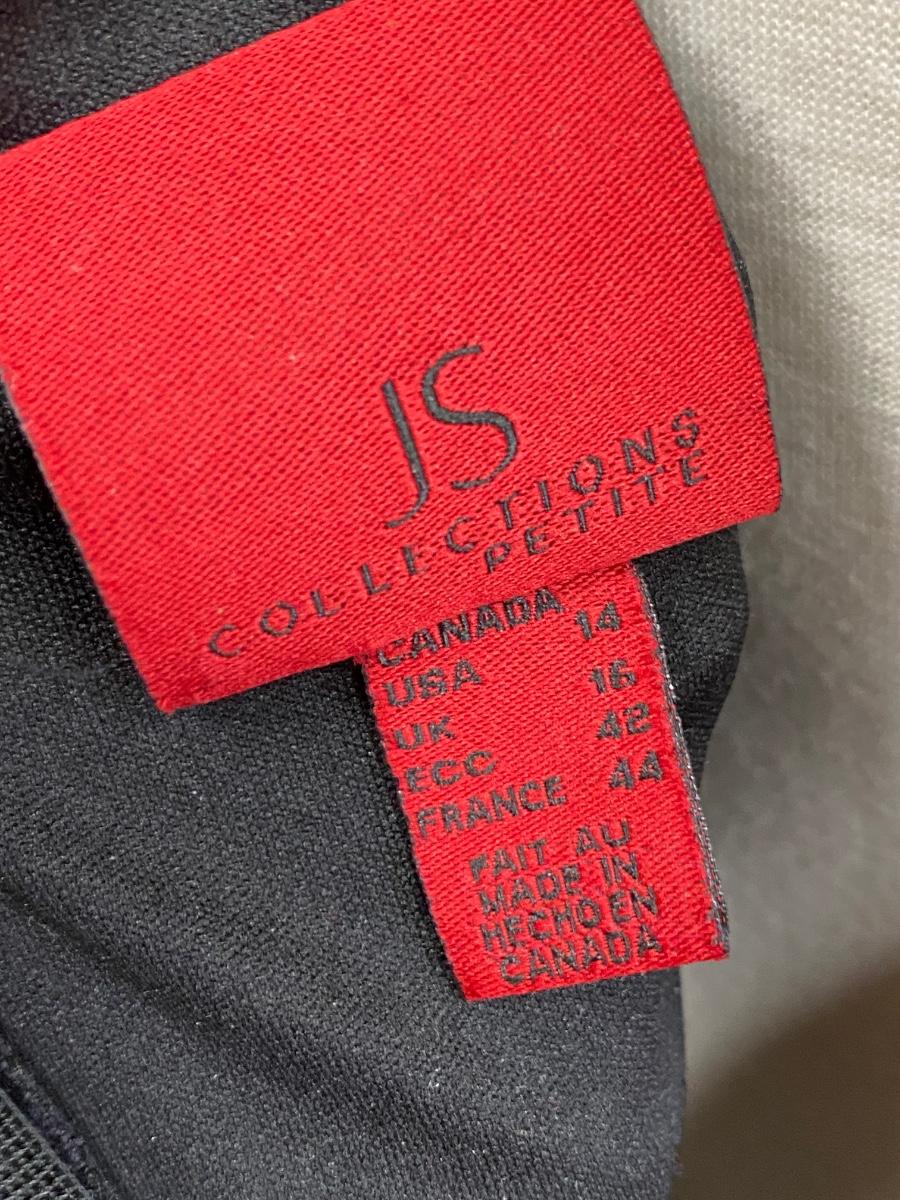 JS
COLLECTIONS
PETITE
CANADA 14
USA 16
UK 42
ECC 44
FRANCE
FAIT AU
MADE IN
HECHO EN
CANADA